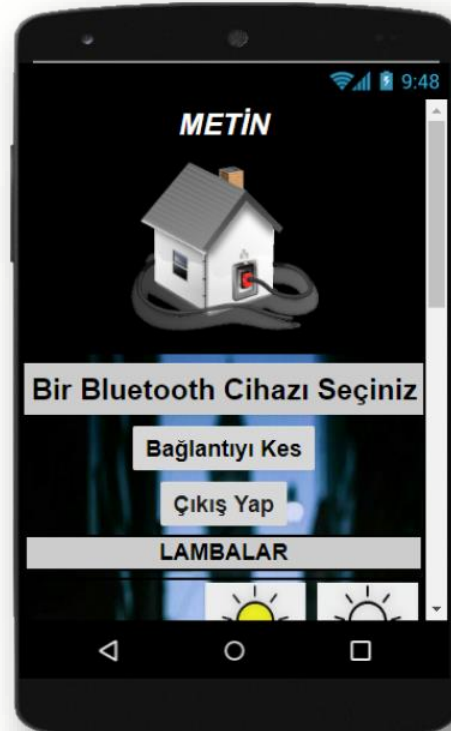 9:48
METİN
Bir Bluetooth Cihazı Seçiniz
Bağlantıyı Kes
Çıkış Yap
LAMBALAR